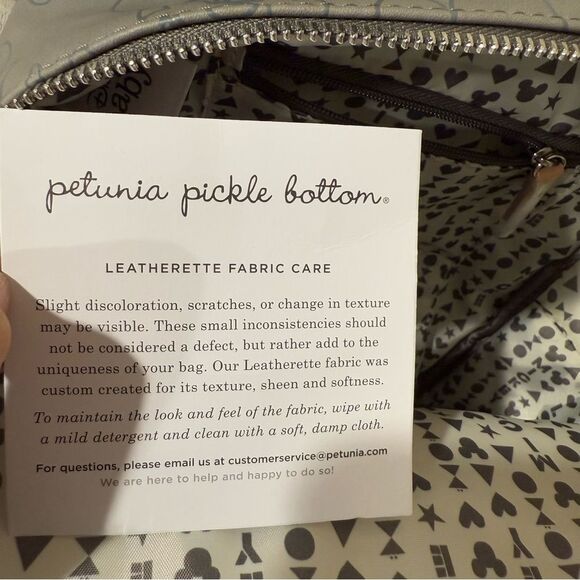 petunia pickle bottom®
LEATHERETTE FABRIC CARE
Slight discoloration, scratches, or change in texture
may be visible. These small inconsistencies should
not be considered a defect, but rather add to the
uniqueness of your bag. Our Leatherette fabric was
custom created for its texture, sheen and softness.
To maintain the look and feel of the fabric, wipe with
a mild detergent and clean with a soft, damp cloth.
For questions, please email us at customerservice@petunia.com
We are here to help and happy to do so!